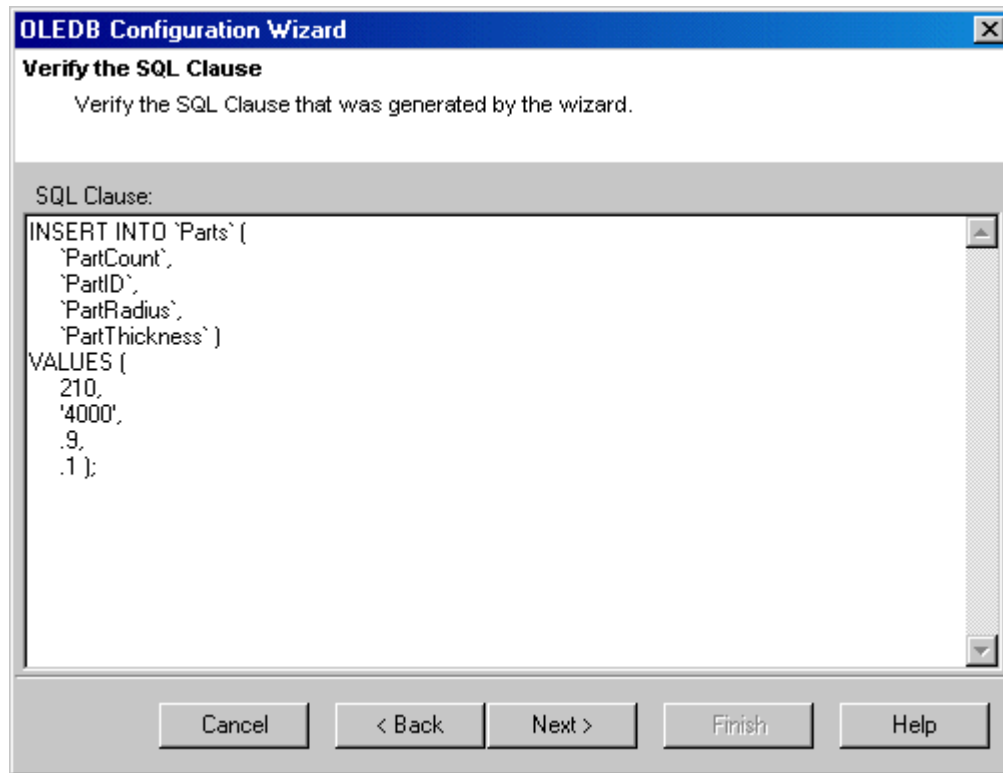 OLEDB Configuration Wizard
Verify the SQL Clause
Verify the SQL Clause that was generated by the wizard.
SQL Clause:
INSERT INTO `Parts` (
`PartCount`,
`PartID`,
`PartRadius`,
`PartThickness` )
VALUES (
210,
'4000',
.9,
.1 );
Cancel
< Back
Next >
Finish
Help